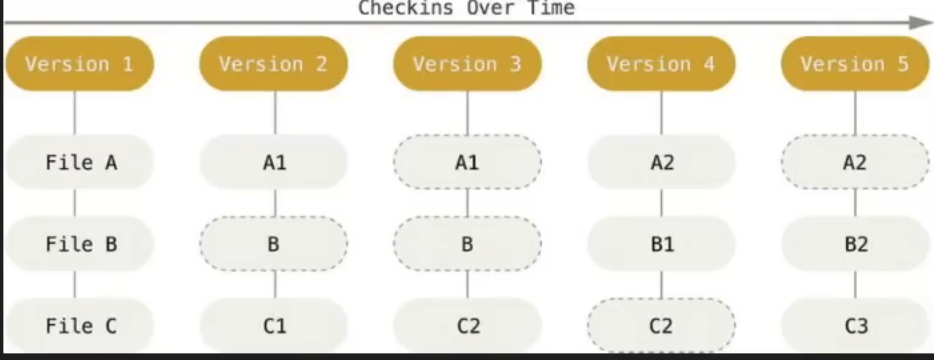 Checkins Over Time
Version 1 Version 2 Version 3 Version 4 Version 5
File A A1 A1 A2 A2
File B B B B1 B2
File C C1 C2 C2 C3